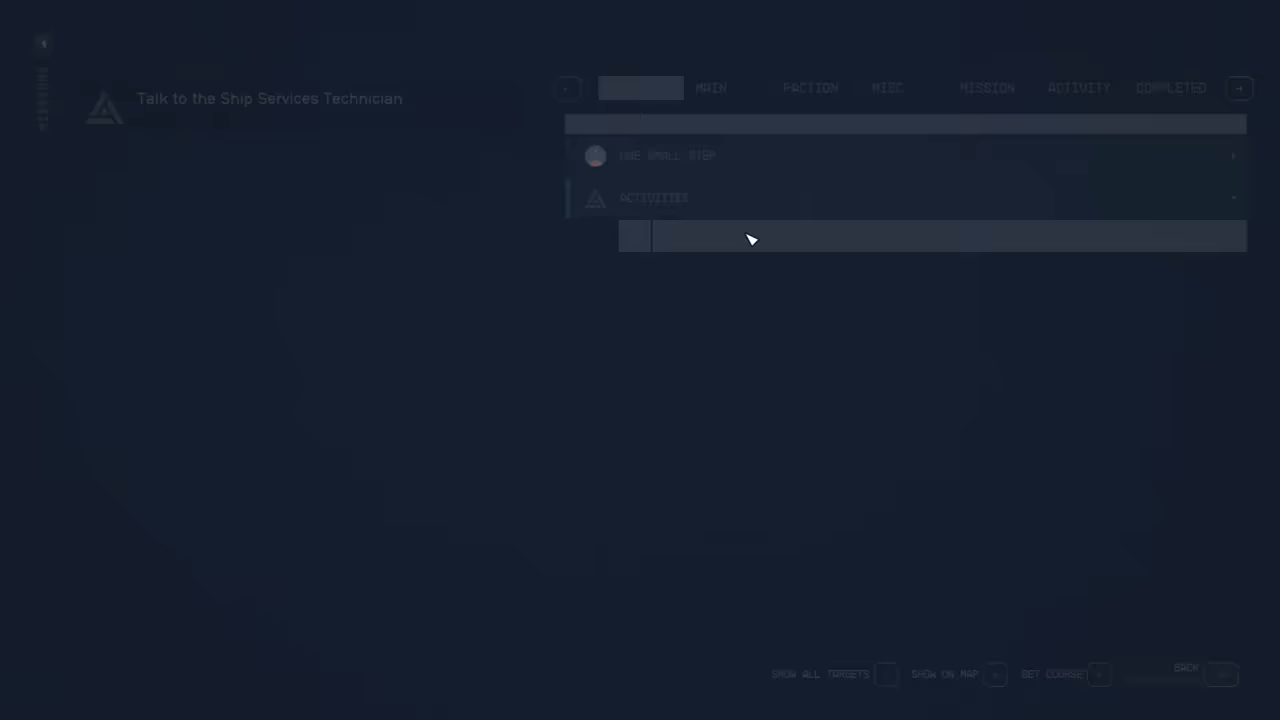 Talk to the Ship Services Technician
MAIN FACTION MISC MISSION ACTIVITY COMPLETED
ONE SMALL STEP
ACTIVITIES
SHOW ALL TARGETS SHOW ON MAP SET COURSE BACK